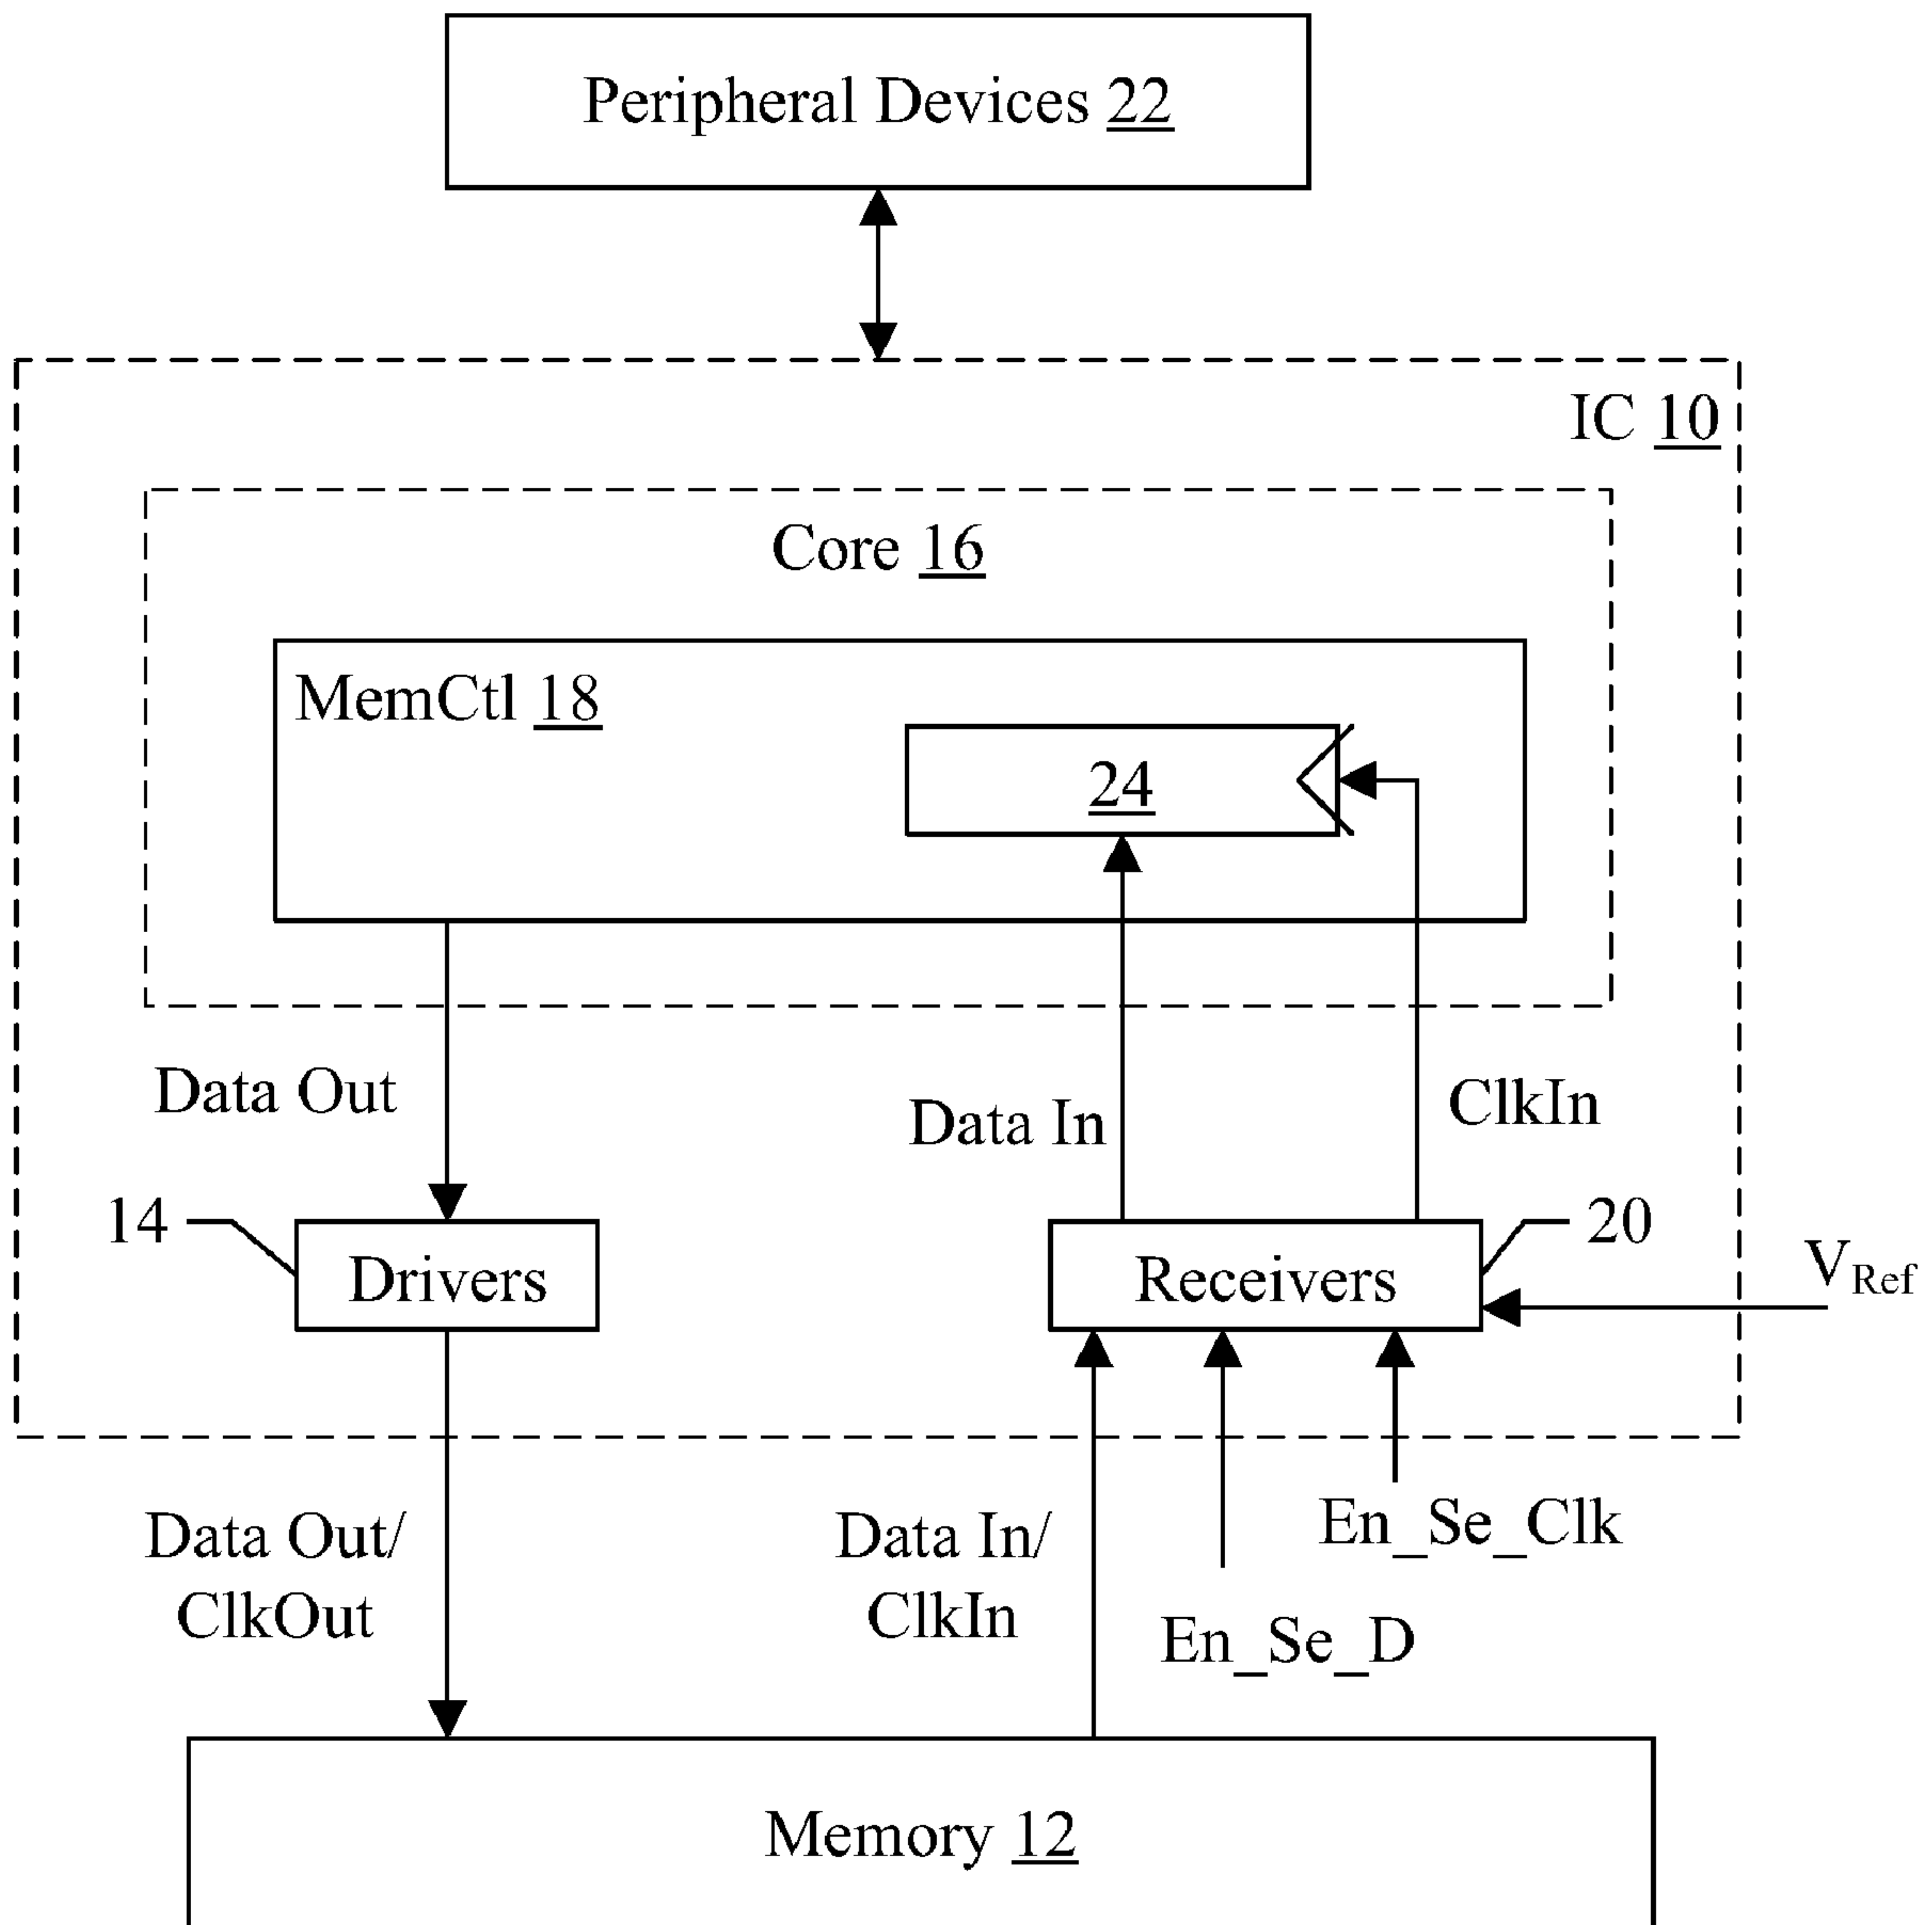 Peripheral Devices 22
IC 10
Core 16
MemCtl 18
24
Data Out
Data In
ClkIn
14
Drivers
Receivers
20
VRef
Data Out/
ClkOut
Data In/
ClkIn
En_Se_Clk
En_Se_D
Memory 12